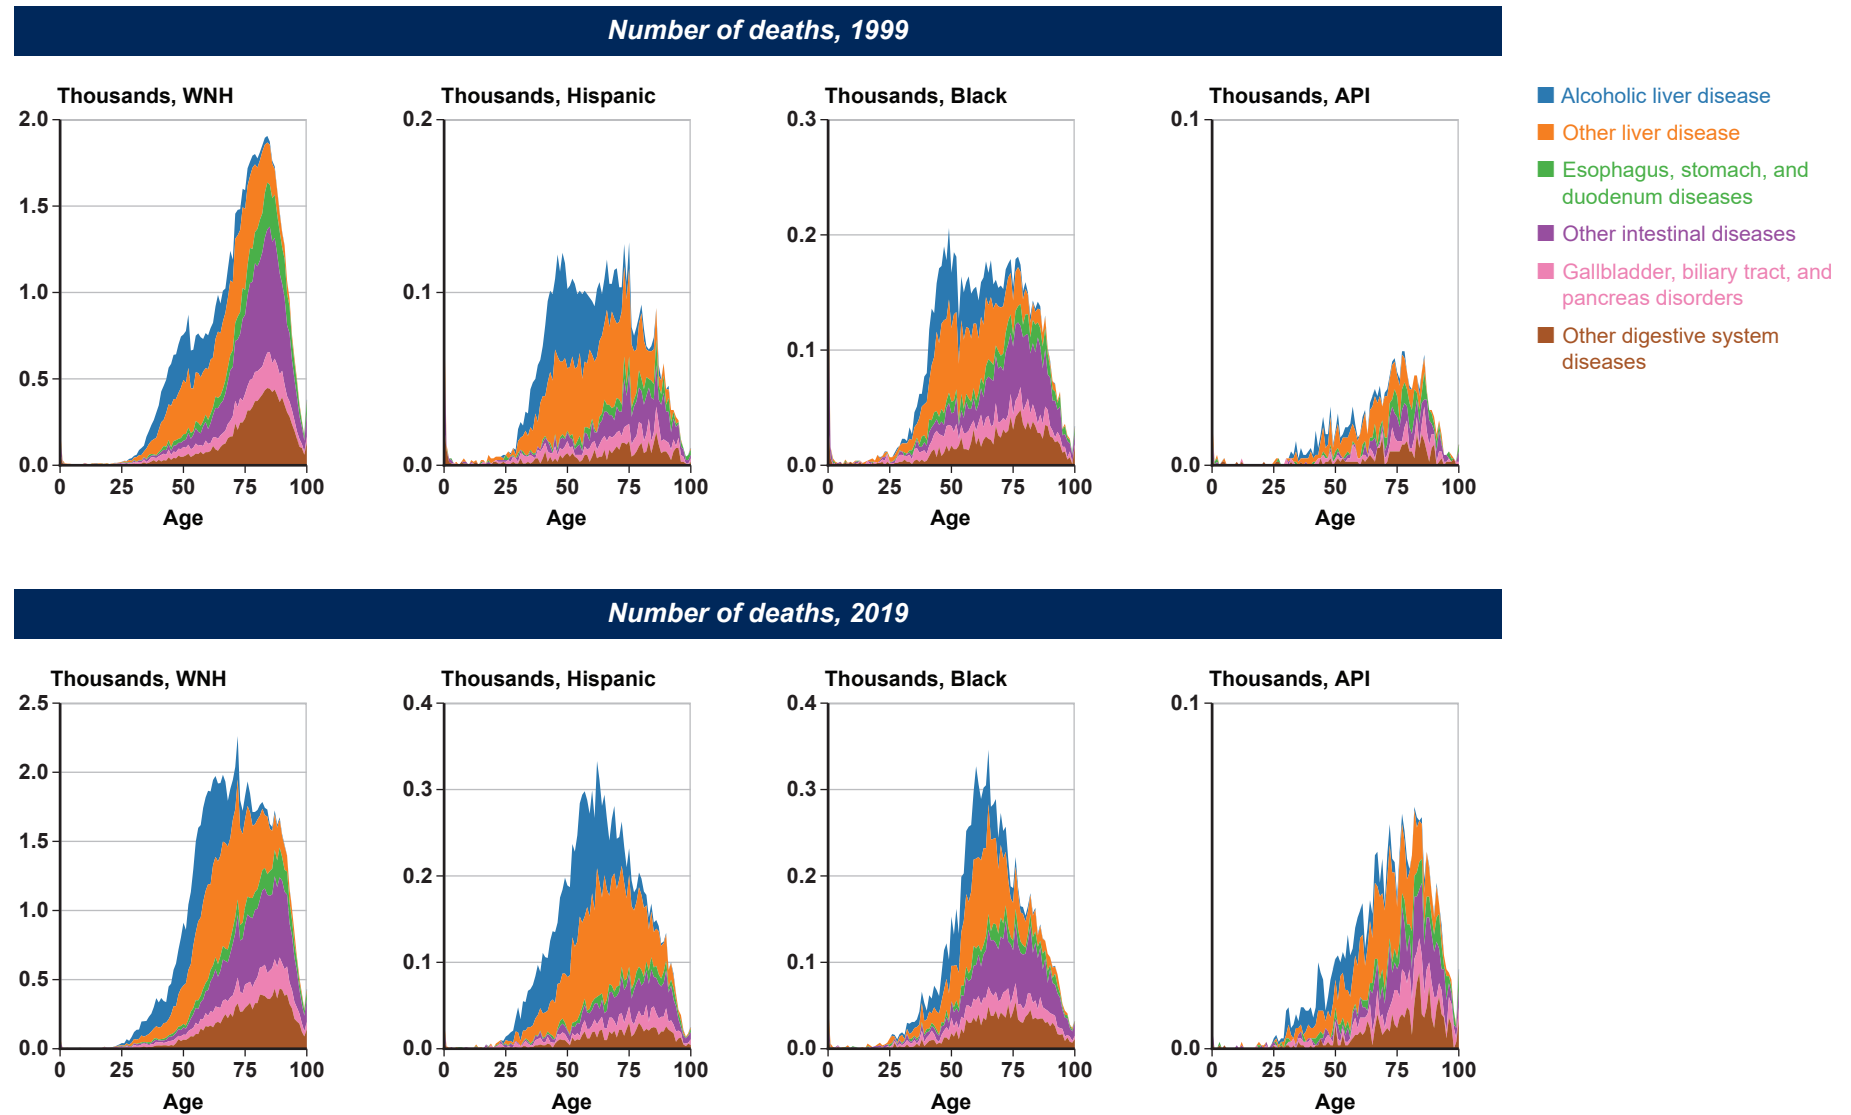 Number of deaths, 1999
Thousands, WNH
2.0
1.5
1.0
0.5
0.0
0 25 50 75 100
Age
Thousands, Hispanic
0.2
0.1
0.0
0 25 50 75 100
Age
Thousands, Black
0.3
0.2
0.1
0.0
0 25 50 75 100
Age
Thousands, API
0.1
0.0
0 25 50 75 100
Age
Alcoholic liver disease
Other liver disease
Esophagus, stomach, and
duodenum diseases
Other intestinal diseases
Gallbladder, biliary tract, and
pancreas disorders
Other digestive system
diseases
Number of deaths, 2019
Thousands, WNH
2.5
2.0
1.5
1.0
0.5
0.0
0 25 50 75 100
Age
Thousands, Hispanic
0.4
0.3
0.2
0.1
0.0
0 25 50 75 100
Age
Thousands, Black
0.4
0.3
0.2
0.1
0.0
0 25 50 75 100
Age
Thousands, API
0.1
0.0
0 25 50 75 100
Age